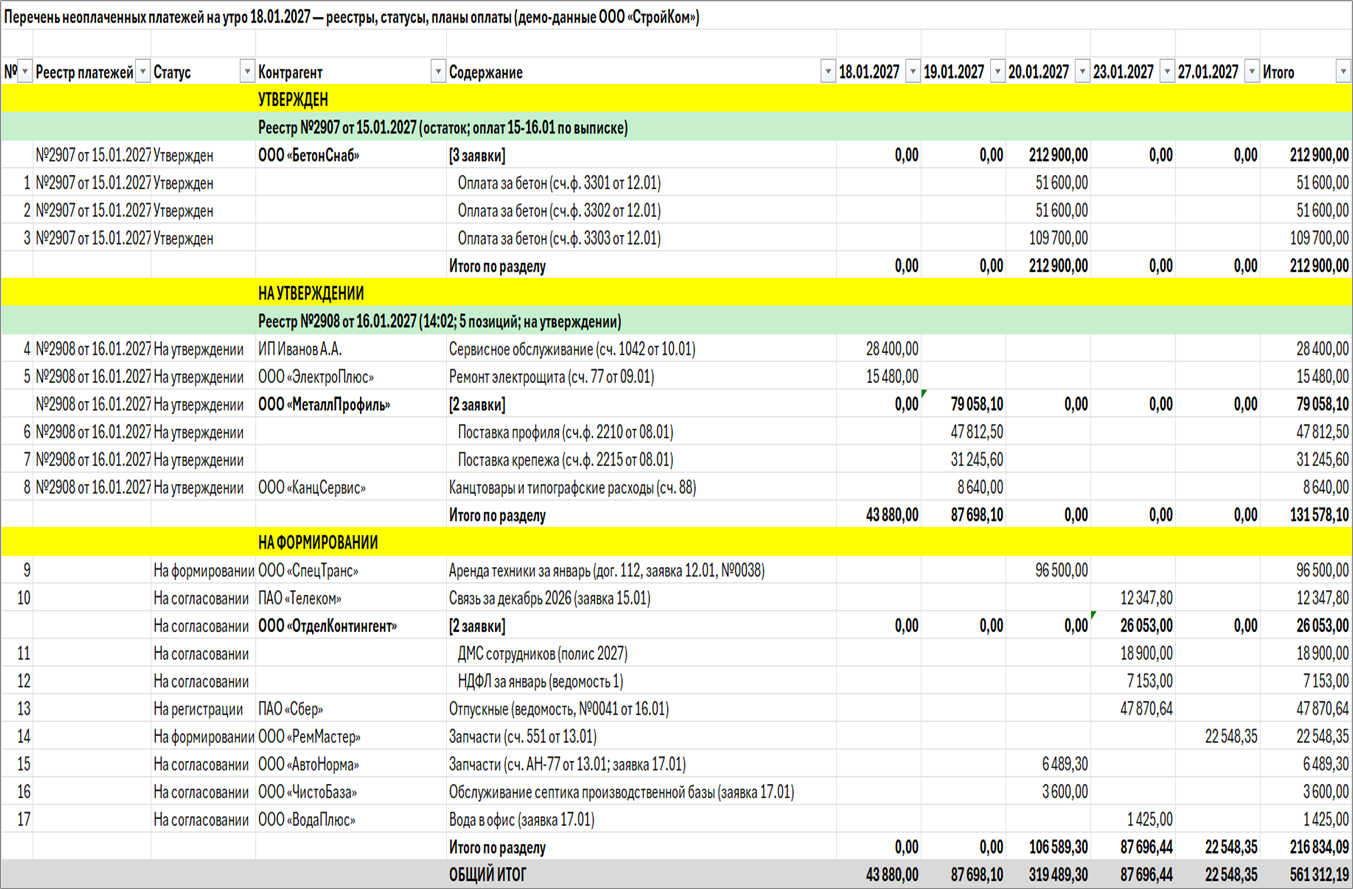 Перечень неоплаченных платежей на утро 18.01.2027 — реестры, статусы, планы оплаты (демо-данные ООО «СтройКом»)
№ Реестр платежей Статус Контрагент Содержание 18.01.2027 19.01.2027 20.01.2027 23.01.2027 27.01.2027 Итого
УТВЕРЖДЕН
Реестр №2907 от 15.01.2027 (остаток; оплат 15-16.01 по выписке)
№2907 от 15.01.2027 Утвержден ООО «БетонСнаб» [3 заявки] 0,00 0,00 212 900,00 0,00 0,00 212 900,00
1 №2907 от 15.01.2027 Утвержден Оплата за бетон (сч.ф. 3301 от 12.01) 51 600,00 51 600,00
2 №2907 от 15.01.2027 Утвержден Оплата за бетон (сч.ф. 3302 от 12.01) 51 600,00 51 600,00
3 №2907 от 15.01.2027 Утвержден Оплата за бетон (сч.ф. 3303 от 12.01) 109 700,00 109 700,00
Итого по разделу 0,00 0,00 212 900,00 0,00 0,00 212 900,00
НА УТВЕРЖДЕНИИ
Реестр №2908 от 16.01.2027 (14:02; 5 позиций; на утверждении)
4 №2908 от 16.01.2027 На утверждении ИП Иванов А.А. Сервисное обслуживание (сч. 1042 от 10.01) 28 400,00 28 400,00
5 №2908 от 16.01.2027 На утверждении ООО «ЭлектроПлюс» Ремонт электрощита (сч. 77 от 09.01) 15 480,00 15 480,00
№2908 от 16.01.2027 На утверждении ООО «МеталлПрофиль» [2 заявки] 0,00 79 058,10 0,00 0,00 0,00 79 058,10
6 №2908 от 16.01.2027 На утверждении Поставка профиля (сч.ф. 2210 от 08.01) 47 812,50 47 812,50
7 №2908 от 16.01.2027 На утверждении Поставка крепежа (сч.ф. 2215 от 08.01) 31 245,60 31 245,60
8 №2908 от 16.01.2027 На утверждении ООО «КанцСервис» Канцтовары и типографские расходы (сч. 88) 8 640,00 8 640,00
Итого по разделу 43 880,00 87 698,10 0,00 0,00 0,00 131 578,10
НА ФОРМИРОВАНИИ
9 На формировании ООО «СпецТранс» Аренда техники за январь (дог. 112, заявка 12.01, №0038) 96 500,00 96 500,00
10 На согласовании ПАО «Телеком» Связь за декабрь 2026 (заявка 15.01) 12 347,80 12 347,80
На согласовании ООО «ОтделКонтингент» [2 заявки] 0,00 0,00 0,00 26 053,00 0,00 26 053,00
11 На согласовании ДМС сотрудников (полис 2027) 18 900,00 18 900,00
12 На согласовании НДФЛ за январь (ведомость 1) 7 153,00 7 153,00
13 На регистрации ПАО «Сбер» Отпускные (ведомость, №0041 от 16.01) 47 870,64 47 870,64
14 На формировании ООО «РемМастер» Запчасти (сч. 551 от 13.01) 22 548,35 22 548,35
15 На согласовании ООО «АвтоНорма» Запчасти (сч. АН-77 от 13.01; заявка 17.01) 6 489,30 6 489,30
16 На согласовании ООО «ЧистоБаза» Обслуживание септика производственной базы (заявка 17.01) 3 600,00 3 600,00
17 На согласовании ООО «ВодаПлюс» Вода в офис (заявка 17.01) 1 425,00 1 425,00
Итого по разделу 0,00 0,00 106 589,30 87 696,44 22 548,35 216 834,09
ОБЩИЙ ИТОГ 43 880,00 87 698,10 319 489,30 87 696,44 22 548,35 561 312,19